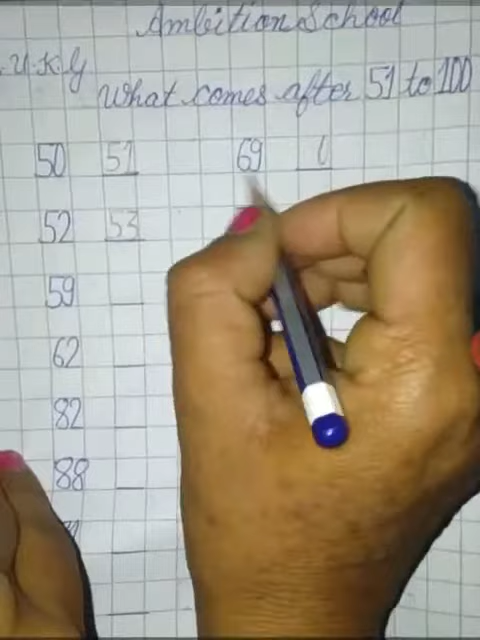 Ambition School
U.K.G
What comes after 51 to 100
50 51 69
52 53
59
62
82
88